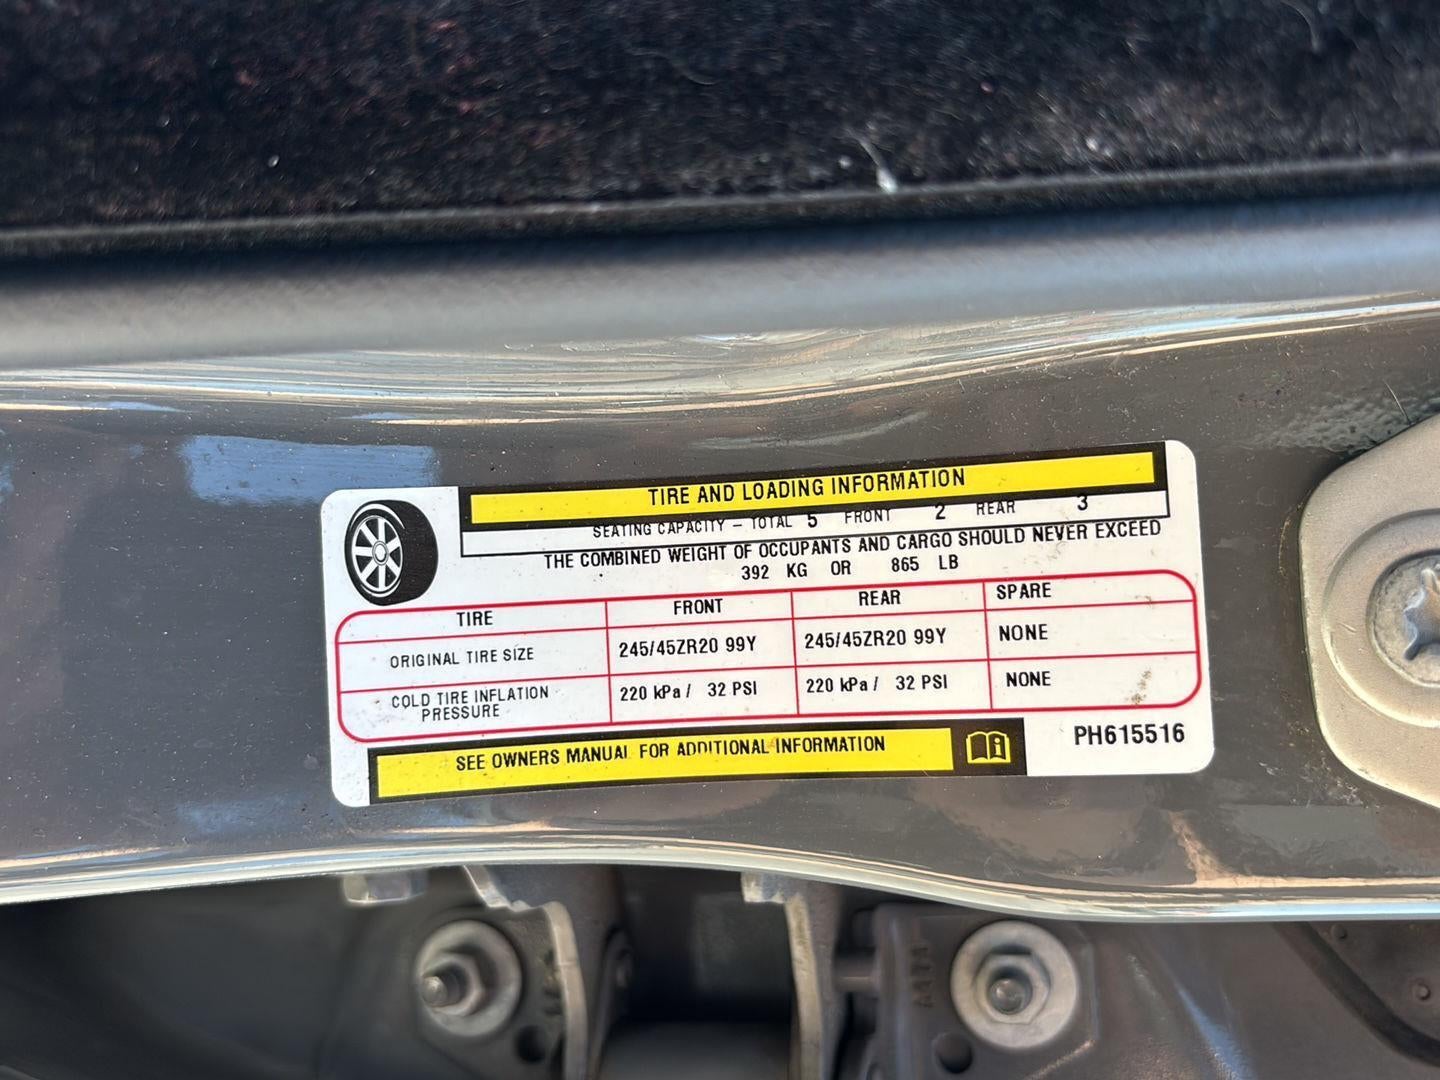 TIRE AND LOADING INFORMATION
SEATING CAPACITY – TOTAL 5 FRONT 2 REAR 3
THE COMBINED WEIGHT OF OCCUPANTS AND CARGO SHOULD NEVER EXCEED
392 KG OR 865 LB
TIRE FRONT REAR SPARE
ORIGINAL TIRE SIZE 245/45ZR20 99Y 245/45ZR20 99Y NONE
COLD TIRE INFLATION PRESSURE 220 kPa / 32 PSI 220 kPa / 32 PSI NONE
SEE OWNERS MANUAL FOR ADDITIONAL INFORMATION
PH615516